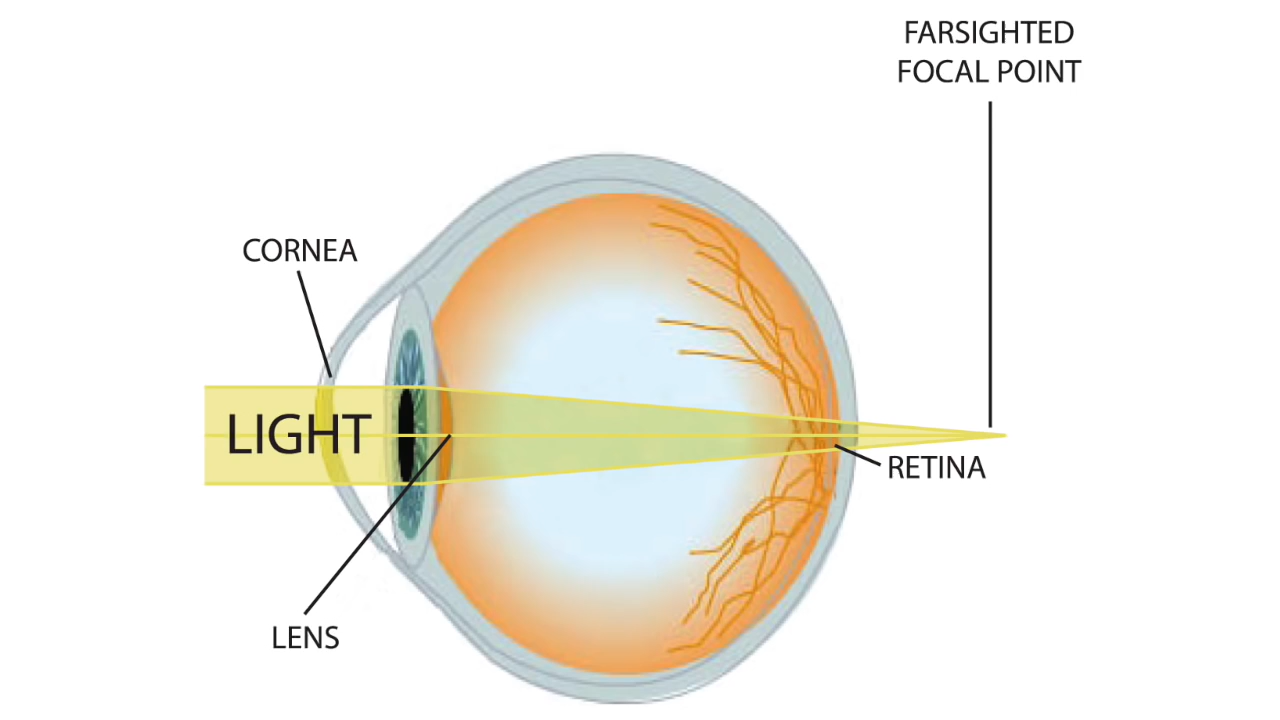 FARSIGHTED
FOCAL POINT
CORNEA
LIGHT
RETINA
LENS